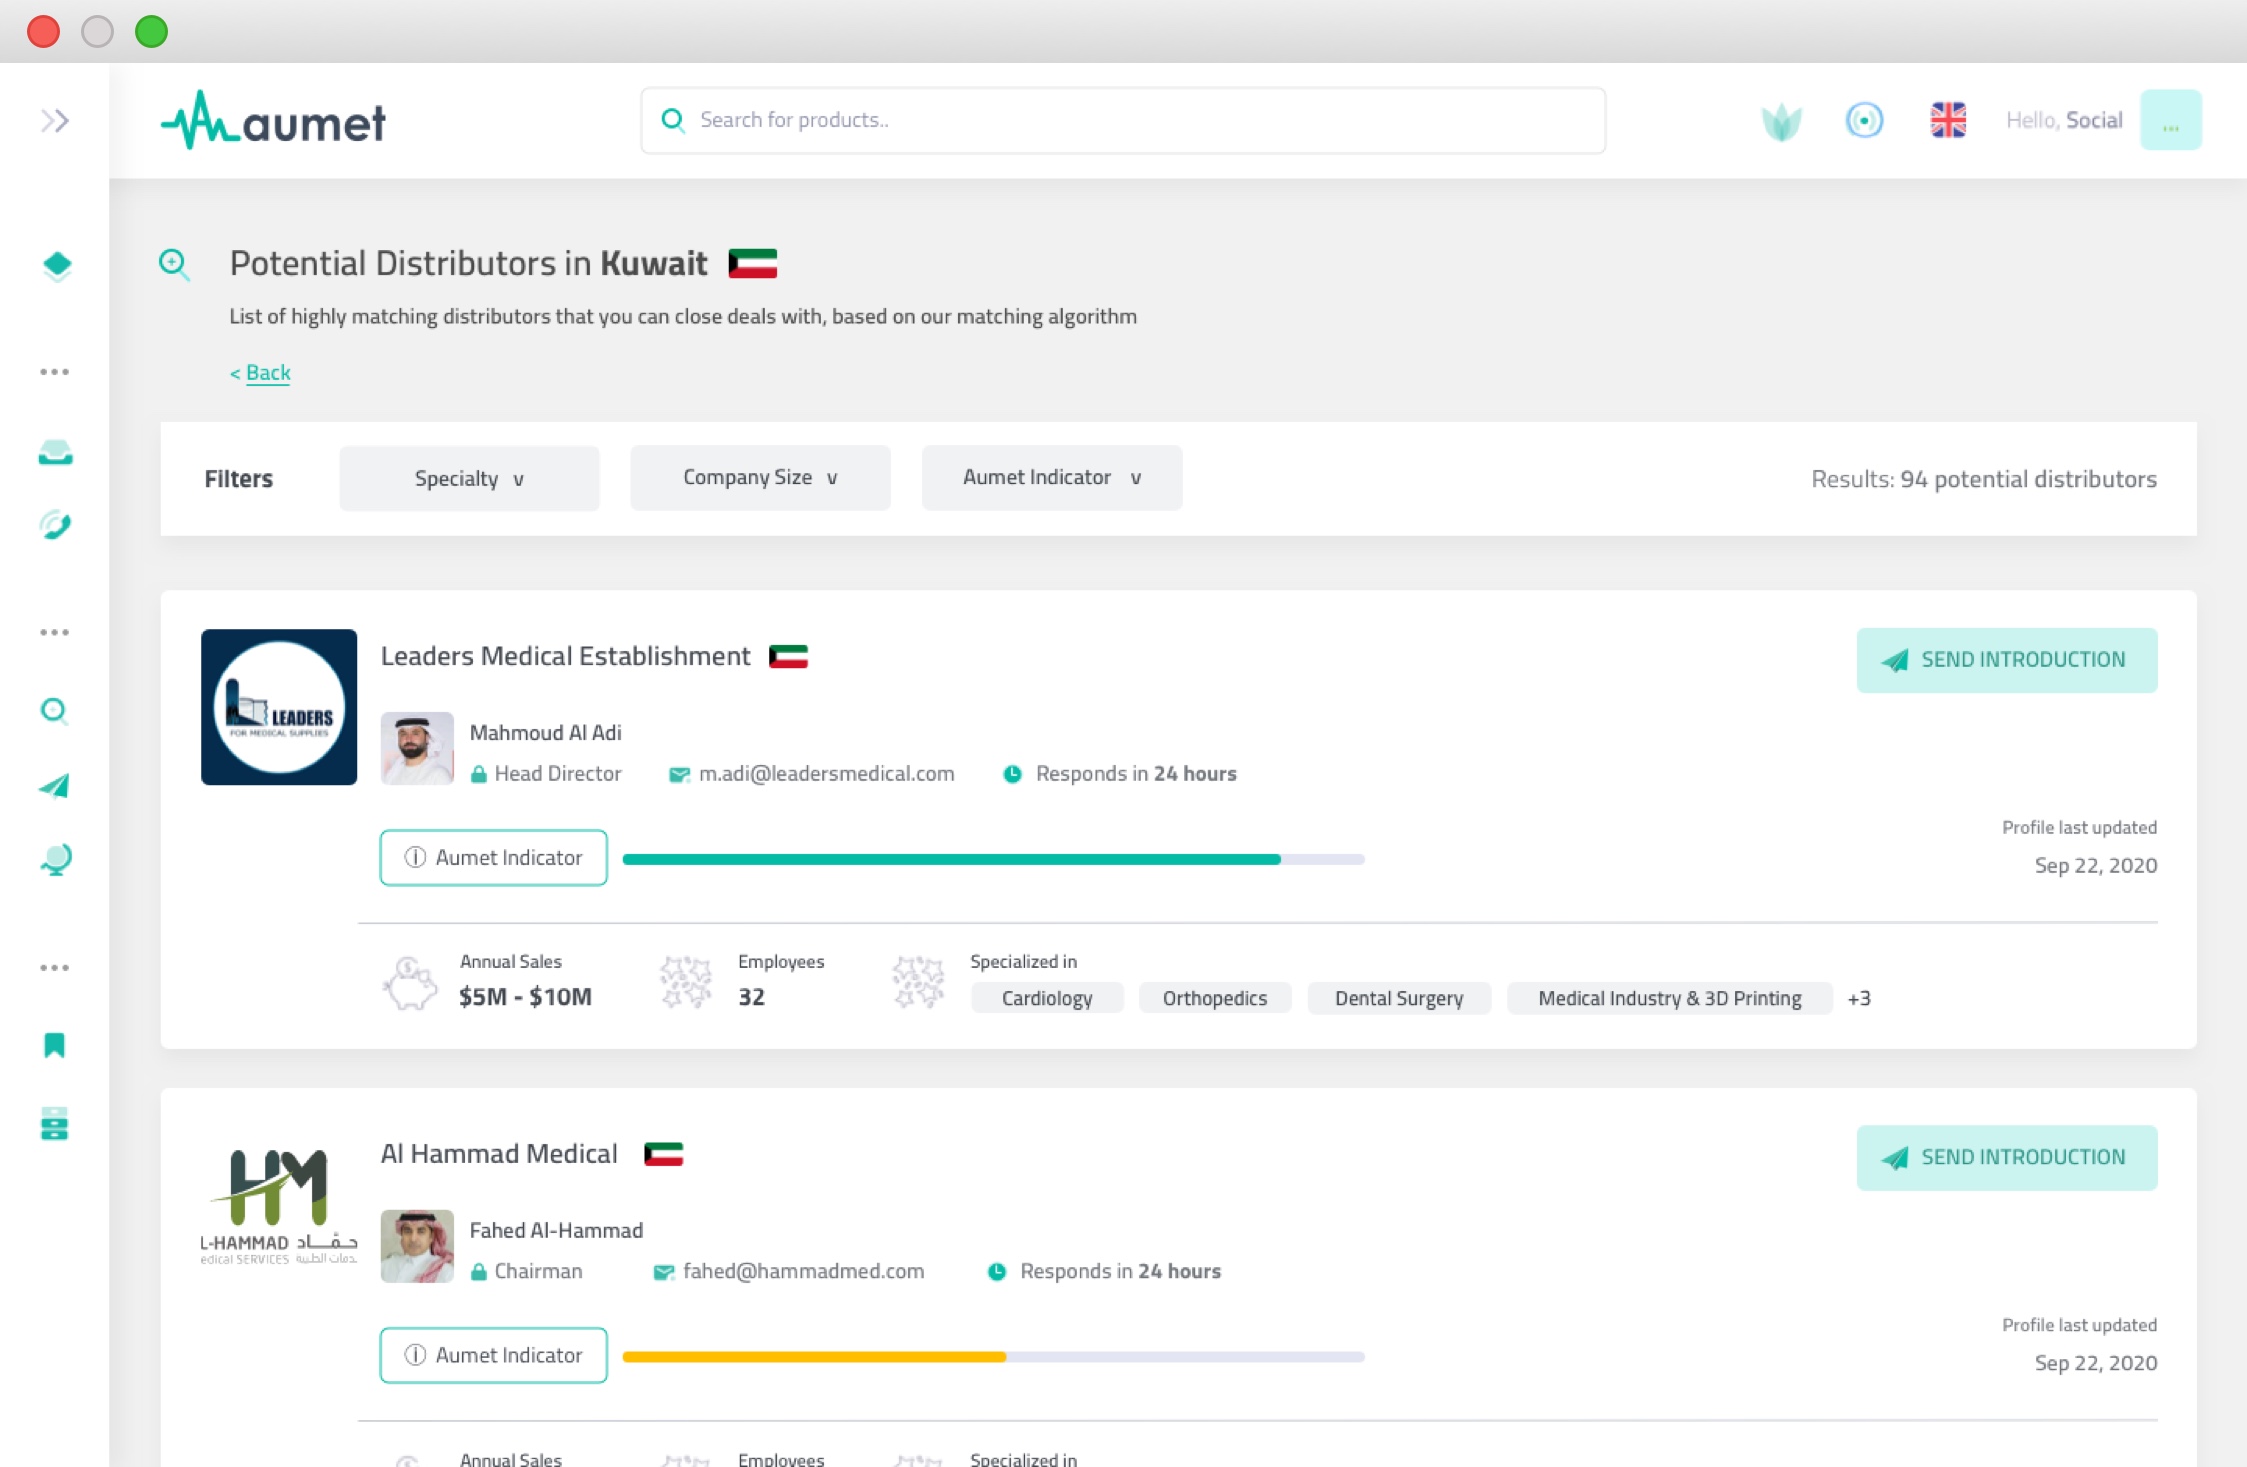 aumet
Search for products..
Hello, Social
...
Potential Distributors in Kuwait
List of highly matching distributors that you can close deals with, based on our matching algorithm
< Back
Filters
Specialty v
Company Size v
Aumet Indicator v
Results: 94 potential distributors
LEADERS
FOR MEDICAL SUPPLIES
Leaders Medical Establishment
SEND INTRODUCTION
Mahmoud Al Adi
Head Director
m.adi@leadersmedical.com
Responds in 24 hours
Aumet Indicator
Profile last updated
Sep 22, 2020
Annual Sales
$5M - $10M
Employees
32
Specialized in
Cardiology
Orthopedics
Dental Surgery
Medical Industry & 3D Printing
+3
HM
L-HAMMAD حـمّـاد
edical SERVICES
Al Hammad Medical
SEND INTRODUCTION
Fahed Al-Hammad
Chairman
fahed@hammadmed.com
Responds in 24 hours
Aumet Indicator
Profile last updated
Sep 22, 2020
Annual Sales
Employees
Specialized in